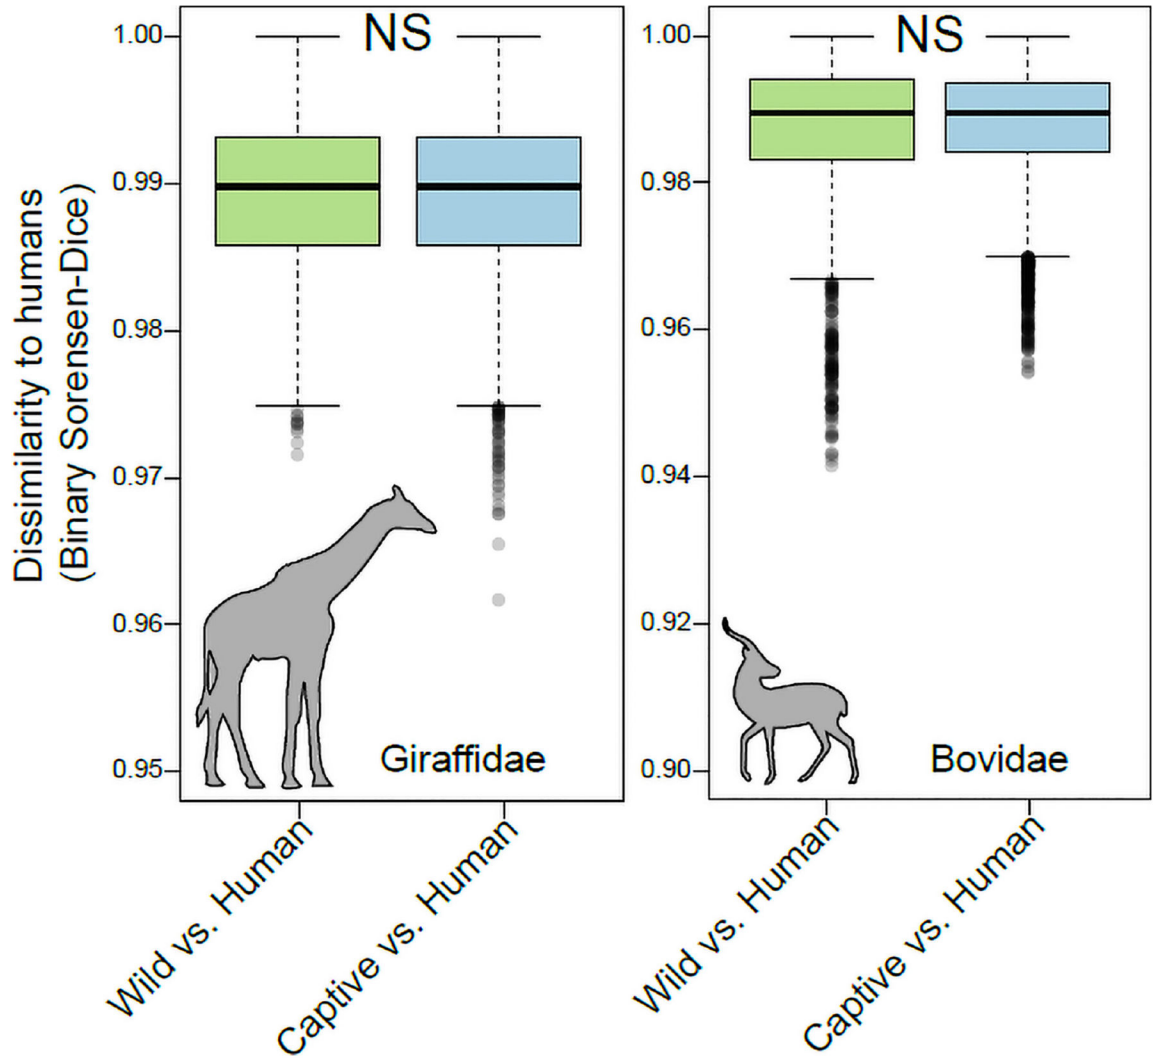 Dissimilarity to humans
(Binary Sorensen-Dice)
1.00
0.99
0.98
0.97
0.96
0.95
NS
Giraffidae
Wild vs. Human
Captive vs. Human
1.00
0.98
0.96
0.94
0.92
0.90
NS
Bovidae
Wild vs. Human
Captive vs. Human